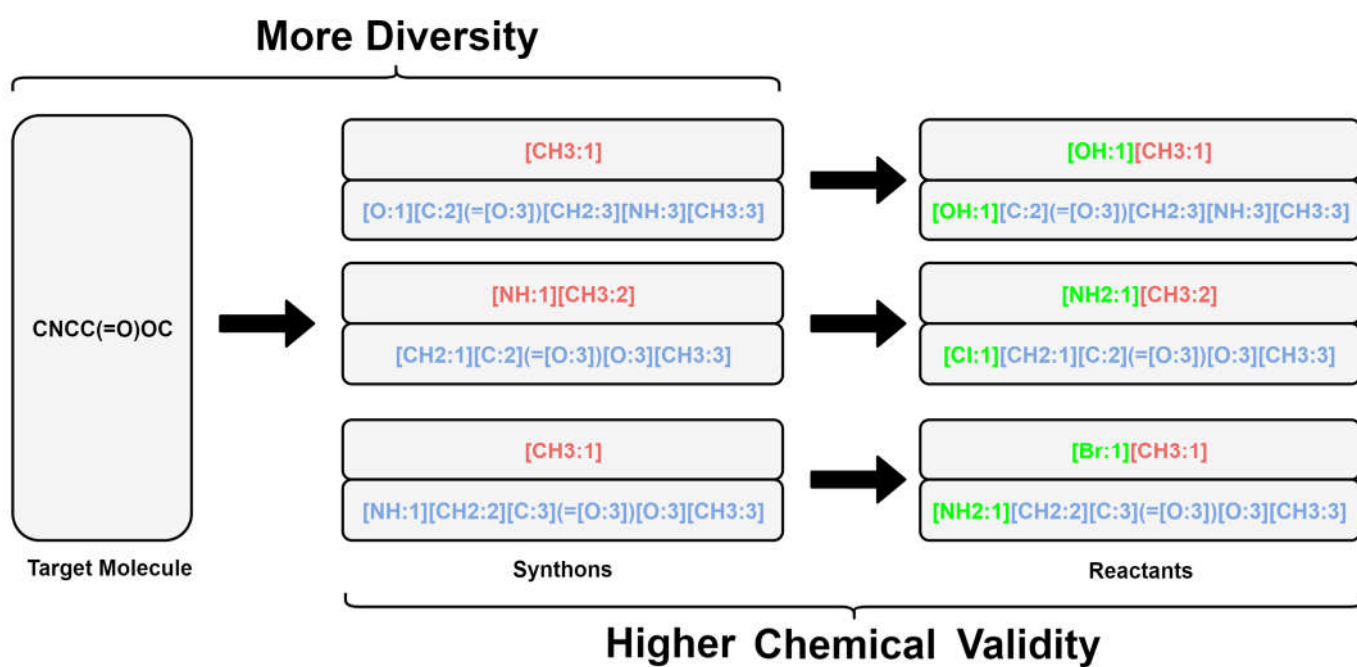 More Diversity
[CH3:1]
[O:1][C:2](=[O:3])[CH2:3][NH:3][CH3:3]
[OH:1][CH3:1]
[OH:1][C:2](=[O:3])[CH2:3][NH:3][CH3:3]
CNCC(=O)OC
[NH:1][CH3:2]
[CH2:1][C:2](=[O:3])[O:3][CH3:3]
[NH2:1][CH3:2]
[Cl:1][CH2:1][C:2](=[O:3])[O:3][CH3:3]
[CH3:1]
[NH:1][CH2:2][C:3](=[O:3])[O:3][CH3:3]
[Br:1][CH3:1]
[NH2:1][CH2:2][C:3](=[O:3])[O:3][CH3:3]
Target Molecule
Synthons
Reactants
Higher Chemical Validity